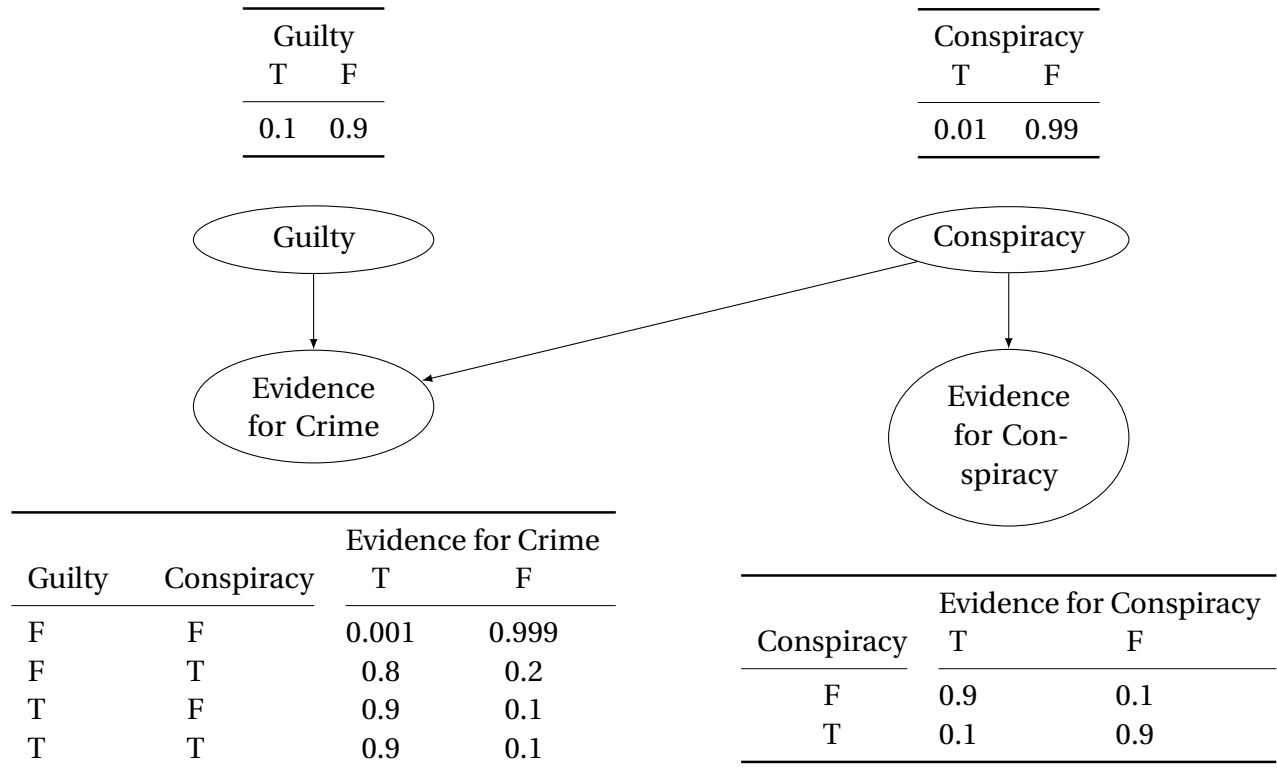 Guilty
T F
0.1 0.9
Conspiracy
T F
0.01 0.99
Guilty
Conspiracy
Evidence
for Crime
Evidence
for Con-
spiracy
Evidence for Crime
Guilty Conspiracy T F
F F 0.001 0.999
F T 0.8 0.2
T F 0.9 0.1
T T 0.9 0.1
Evidence for Conspiracy
Conspiracy T F
F 0.9 0.1
T 0.1 0.9